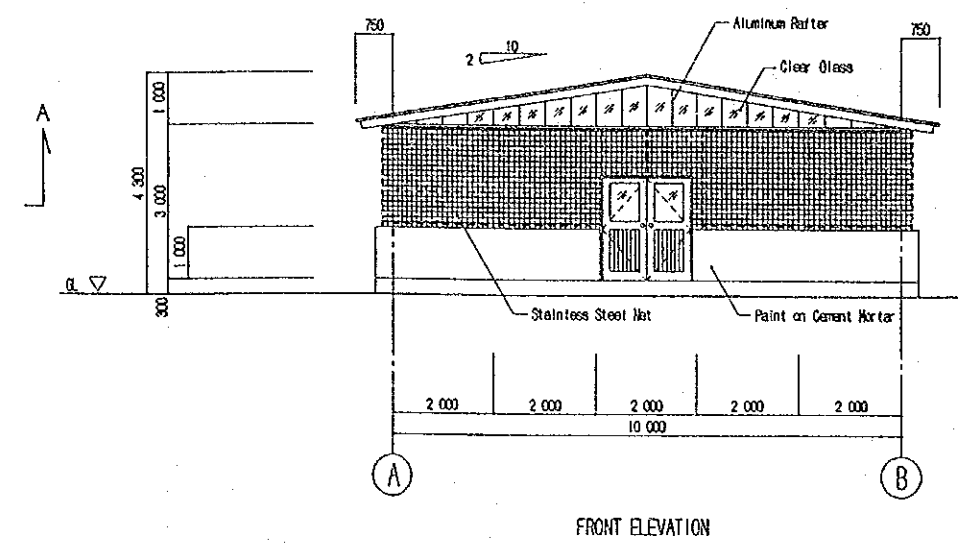 750
10
2
Aluminum Rafter
750
Clear Glass
A
1 000
4 300
3 000
1 000
GL
300
Stainless Steel Net
Paint on Cement Mortar
2 000 2 000 2 000 2 000 2 000
10 000
A B
FRONT ELEVATION